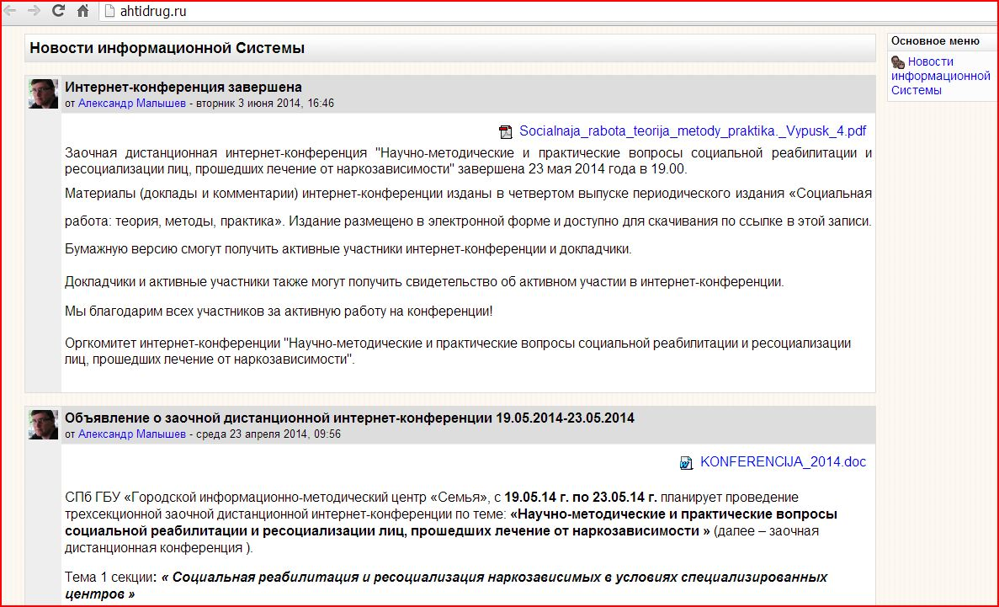 ahtidrug.ru
Новости информационной Системы
Основное меню
Новости
информационной
Системы
Интернет-конференция завершена
от Александр Малышев - вторник 3 июня 2014, 16:46
Socialnaja_rabota_teorija_metody_praktika._Vypusk_4.pdf
Заочная дистанционная интернет-конференция "Научно-методические и практические вопросы социальной реабилитации и
ресоциализации лиц, прошедших лечение от наркозависимости" завершена 23 мая 2014 года в 19.00.
Материалы (доклады и комментарии) интернет-конференции изданы в четвертом выпуске периодического издания «Социальная
работа: теория, методы, практика». Издание размещено в электронной форме и доступно для скачивания по ссылке в этой записи.
Бумажную версию смогут получить активные участники интернет-конференции и докладчики.
Докладчики и активные участники также могут получить свидетельство об активном участии в интернет-конференции.
Мы благодарим всех участников за активную работу на конференции!
Оргкомитет интернет-конференции "Научно-методические и практические вопросы социальной реабилитации и ресоциализации
лиц, прошедших лечение от наркозависимости".
Объявление о заочной дистанционной интернет-конференции 19.05.2014-23.05.2014
от Александр Малышев - среда 23 апреля 2014, 09:56
KONFERENCIJA_2014.doc
СПб ГБУ «Городской информационно-методический центр «Семья», с 19.05.14 г. по 23.05.14 г. планирует проведение
трехсекционной заочной дистанционной интернет-конференции по теме: «Научно-методические и практические вопросы
социальной реабилитации и ресоциализации лиц, прошедших лечение от наркозависимости » (далее – заочная
дистанционная конференция ).
Тема 1 секции: « Социальная реабилитация и ресоциализация наркозависимых в условиях специализированных
центров »